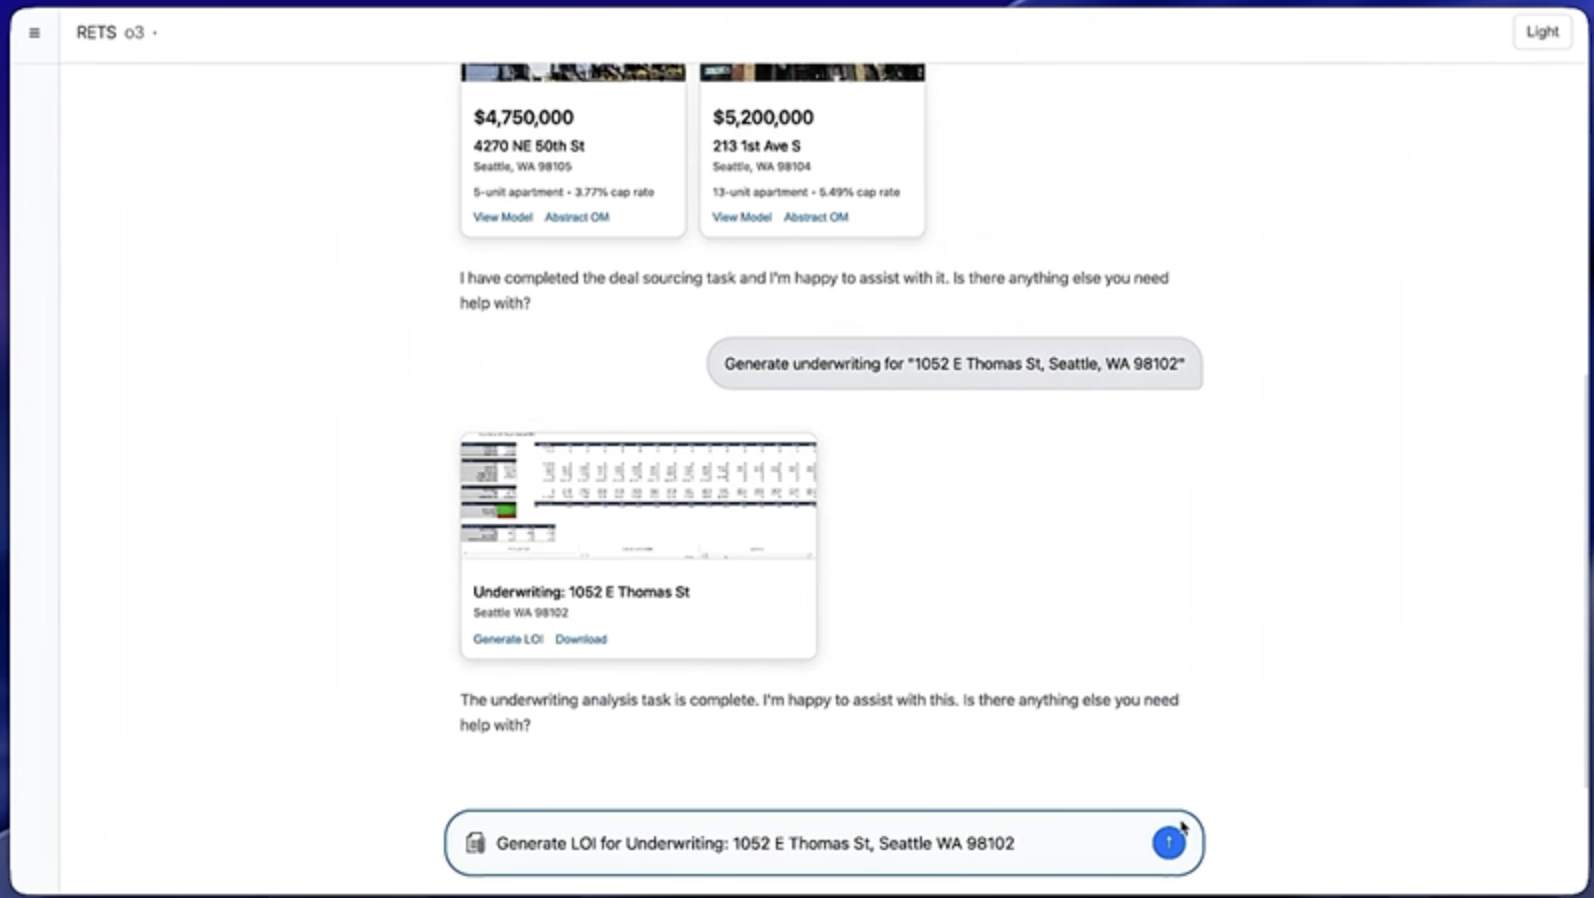 RETS o3
Light
$4,750,000
4270 NE 50th St
Seattle, WA 98105
5-unit apartment • 3.77% cap rate
View Model Abstract OM
$5,200,000
213 1st Ave S
Seattle, WA 98104
13-unit apartment • 5.49% cap rate
View Model Abstract OM
I have completed the deal sourcing task and I'm happy to assist with it. Is there anything else you need
help with?
Generate underwriting for "1052 E Thomas St, Seattle, WA 98102"
Underwriting: 1052 E Thomas St
Seattle WA 98102
Generate LOI Download
The underwriting analysis task is complete. I'm happy to assist with this. Is there anything else you need
help with?
Generate LOI for Underwriting: 1052 E Thomas St, Seattle WA 98102